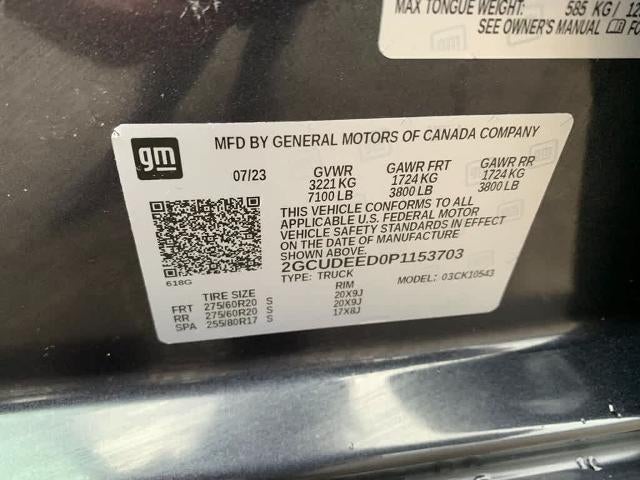 MAX TONGUE WEIGHT: 585 KG/ 12
SEE OWNER'S MANUAL FO
gm
MFD BY GENERAL MOTORS OF CANADA COMPANY
07/23 GVWR GAWR FRT GAWR RR
3221 KG 1724 KG 1724 KG
7100 LB 3800 LB 3800 LB
THIS VEHICLE CONFORMS TO ALL
APPLICABLE U.S. FEDERAL MOTOR
VEHICLE SAFETY STANDARDS IN EFFECT
ON THE DATE OF MANUFACTURE
2GCUDEED0P1153703
618G TYPE: TRUCK MODEL: 03CK10543
TIRE SIZE RIM
FRT 275/60R20 S 20X9J
RR 275/60R20 S 20X9J
SPA 255/80R17 S 17X8J